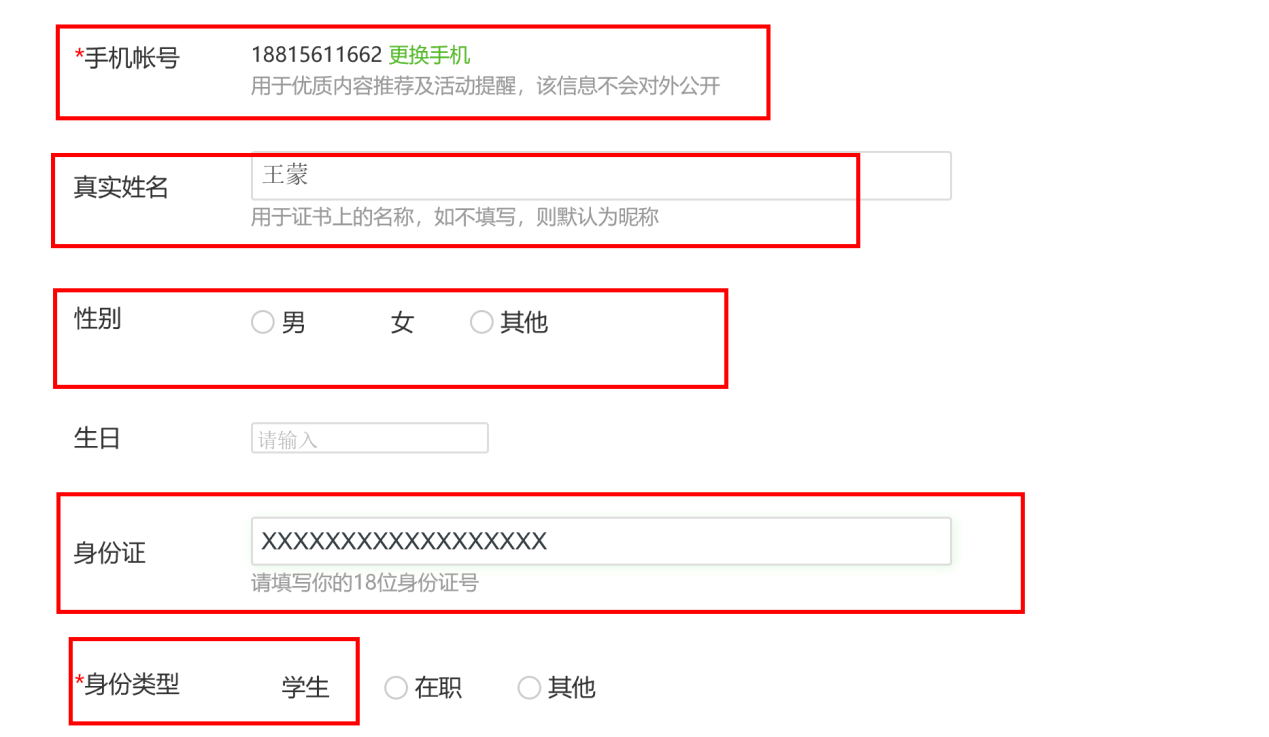 *手机帐号 18815611662 更换手机
用于优质内容推荐及活动提醒，该信息不会对外公开
真实姓名 王蒙
用于证书上的名称，如不填写，则默认为昵称
性别 男 女 其他
生日 请输入
身份证 XXXXXXXXXXXXXXXXXX
请填写你的18位身份证号
*身份类型 学生 在职 其他